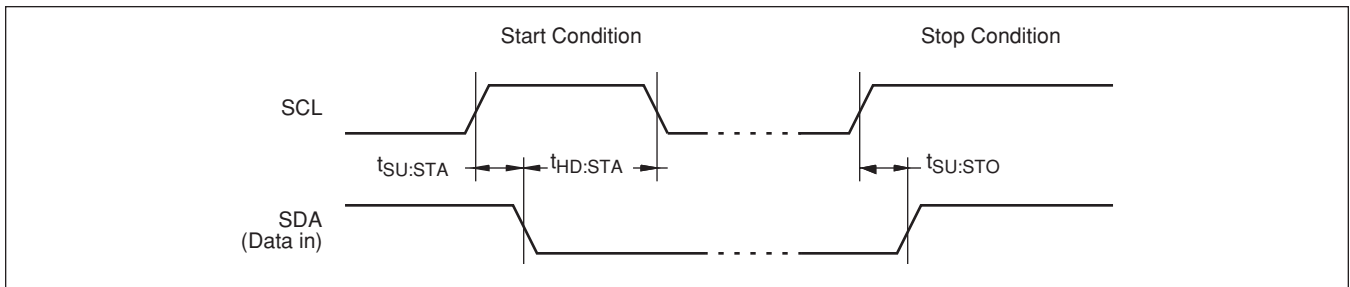 Start Condition
Stop Condition
SCL
tSU:STA
tHD:STA
tSU:STO
SDA
(Data in)